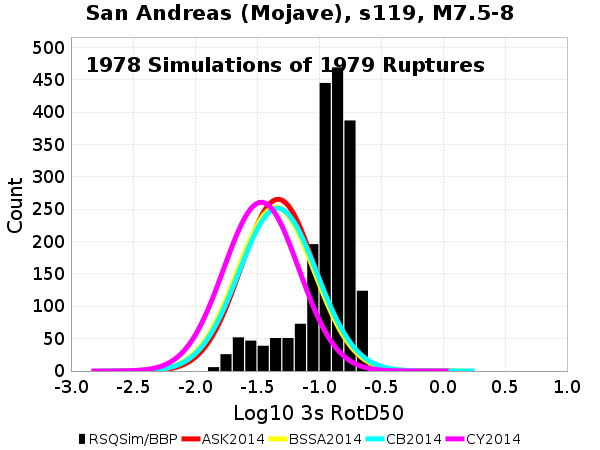 San Andreas (Mojave), s119, M7.5-8
1978 Simulations of 1979 Ruptures
500
450
400
350
300
250
200
150
100
50
0
Count
-3.0 -2.5 -2.0 -1.5 -1.0 -0.5 0.0 0.5 1.0
Log10 3s RotD50
RSQSim/BBP ASK2014 BSSA2014 CB2014 CY2014